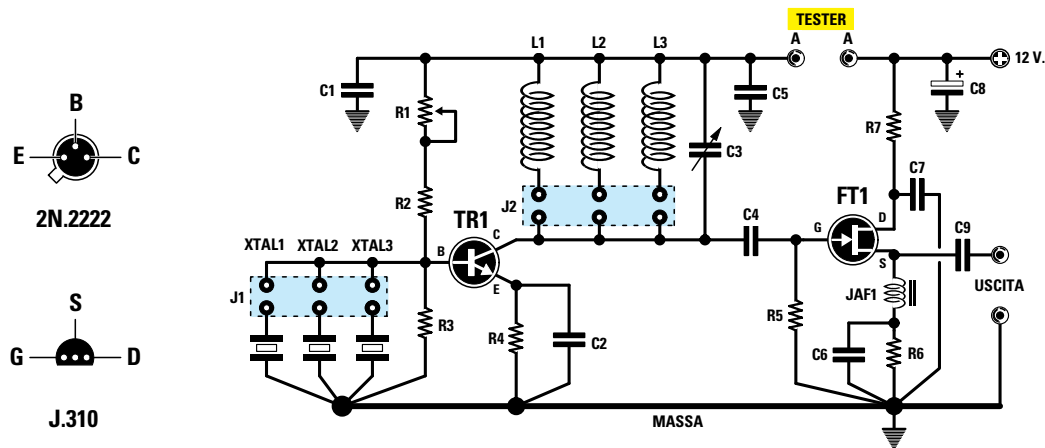 TESTER
A A
12 V.
L1 L2 L3
C1
R1
C5
C8
+
R7
C3
C7
B
E C
2N.2222
R2
J2
TR1
FT1
C4
D
G
C9
S
XTAL1 XTAL2 XTAL3
B
C
E
USCITA
JAF1
J1
R3
R4
C2
R5
C6
R6
S
G D
J.310
MASSA